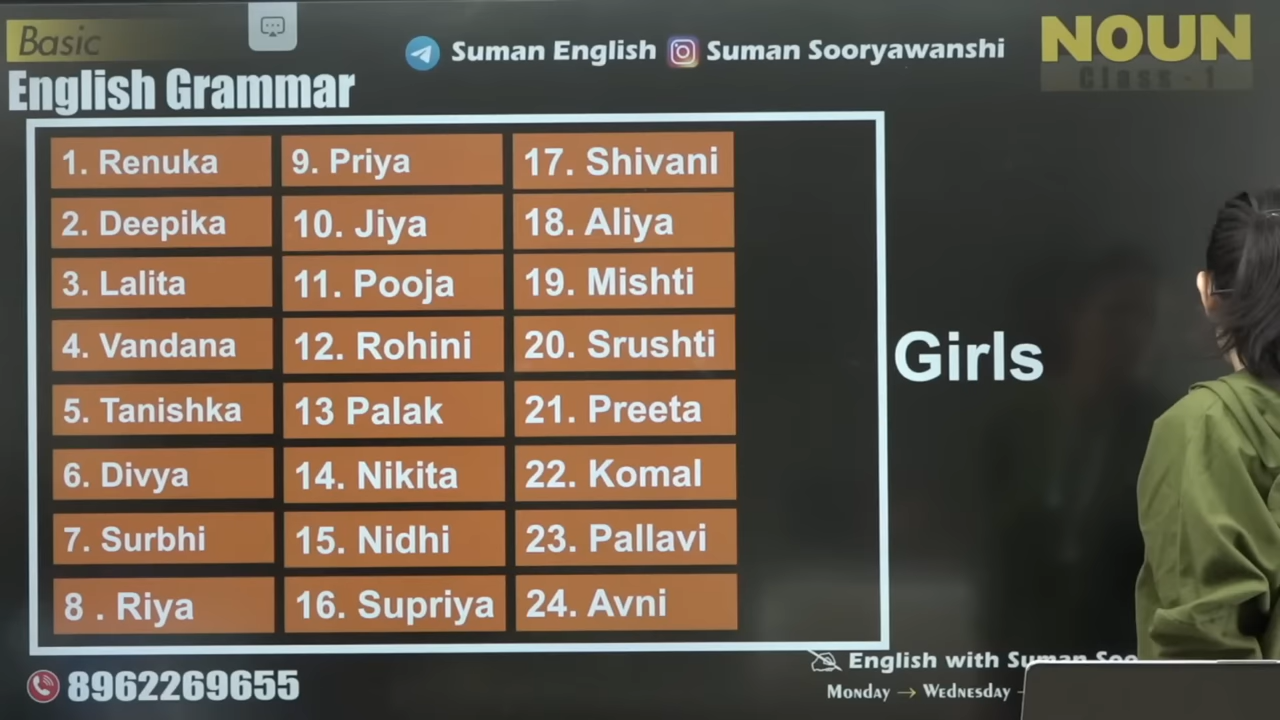 Basic
English Grammar
Suman English
Suman Sooryawanshi
NOUN
Class - 1
1. Renuka
2. Deepika
3. Lalita
4. Vandana
5. Tanishka
6. Divya
7. Surbhi
8 . Riya
9. Priya
10. Jiya
11. Pooja
12. Rohini
13 Palak
14. Nikita
15. Nidhi
16. Supriya
17. Shivani
18. Aliya
19. Mishti
20. Srushti
21. Preeta
22. Komal
23. Pallavi
24. Avni
Girls
8962269655
English with Suman
Monday → Wednesday